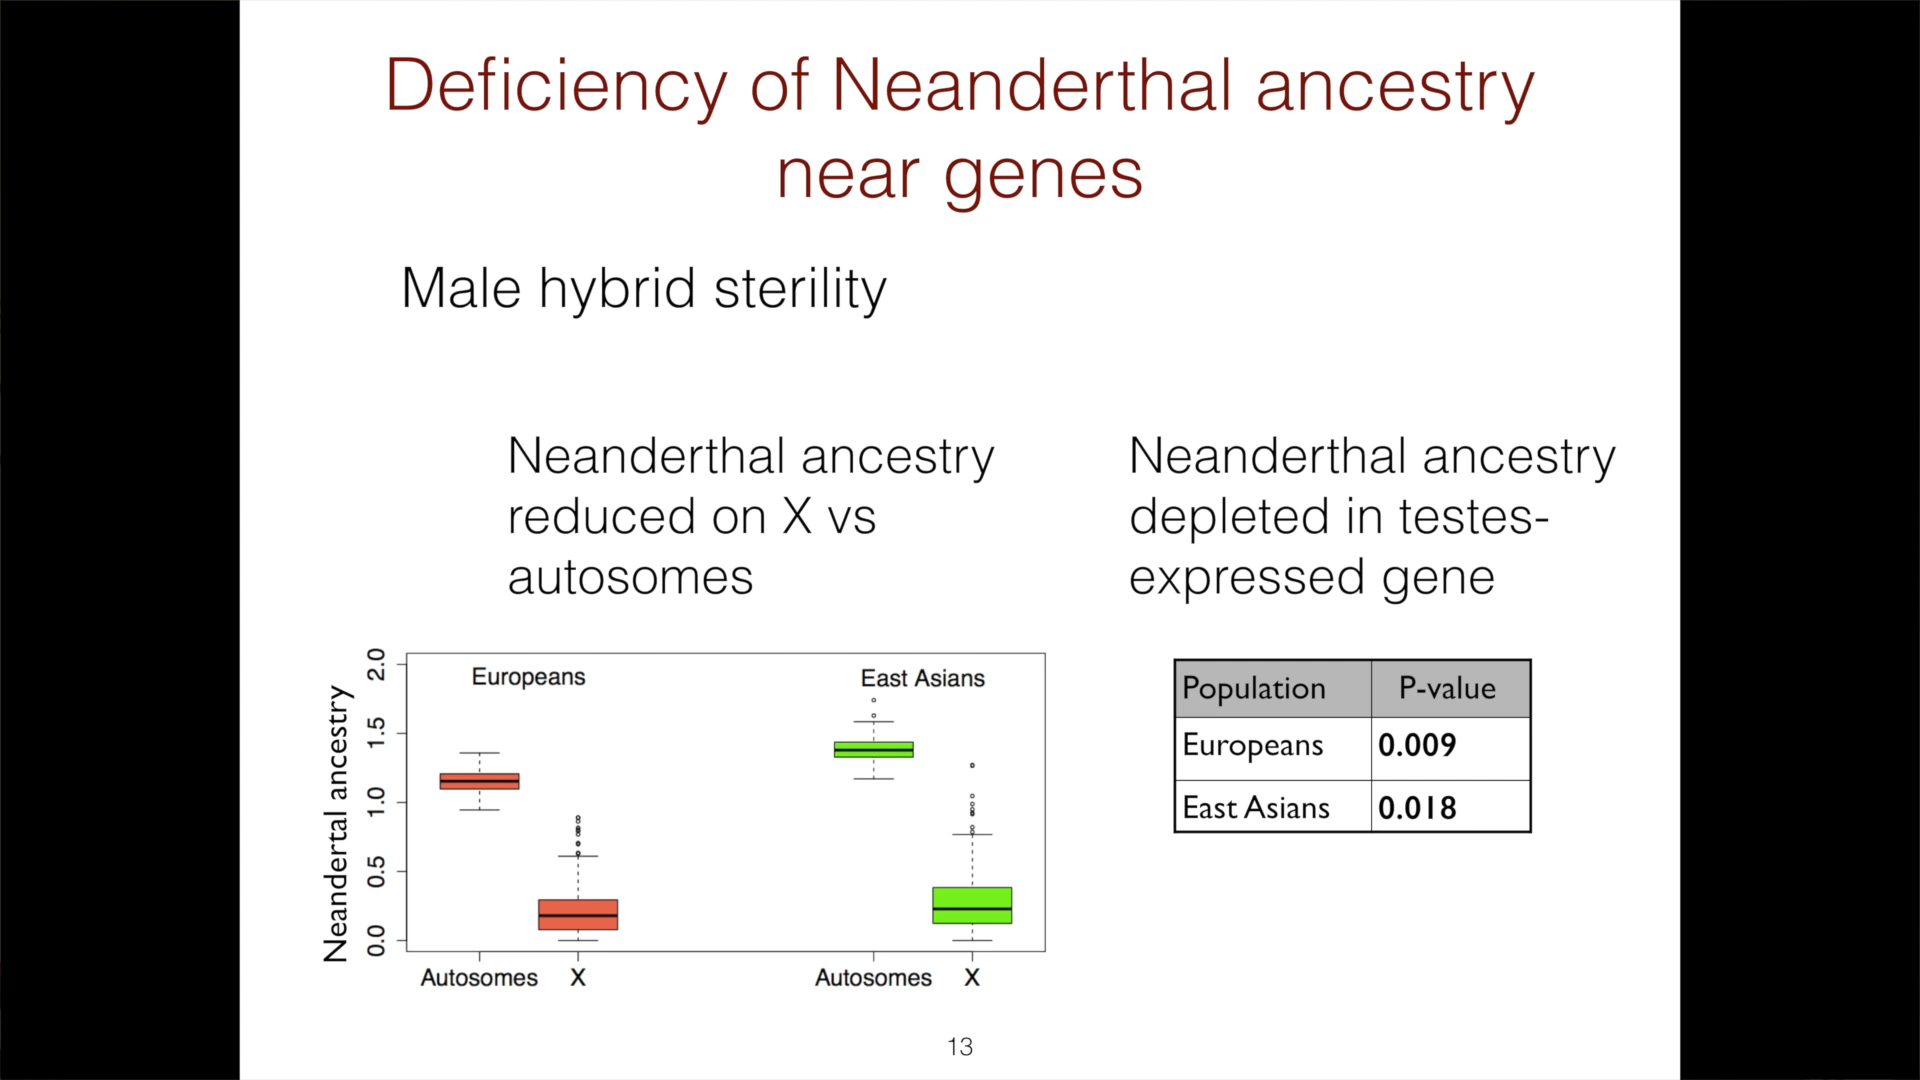 Deficiency of Neanderthal ancestry
near genes
Male hybrid sterility
Neanderthal ancestry
reduced on X vs
autosomes
Neanderthal ancestry
depleted in testes-
expressed gene
Neandertal ancestry
2.0
1.5
1.0
0.5
0.0
Europeans
East Asians
Autosomes X
Autosomes X
Population P-value
Europeans 0.009
East Asians 0.018
13